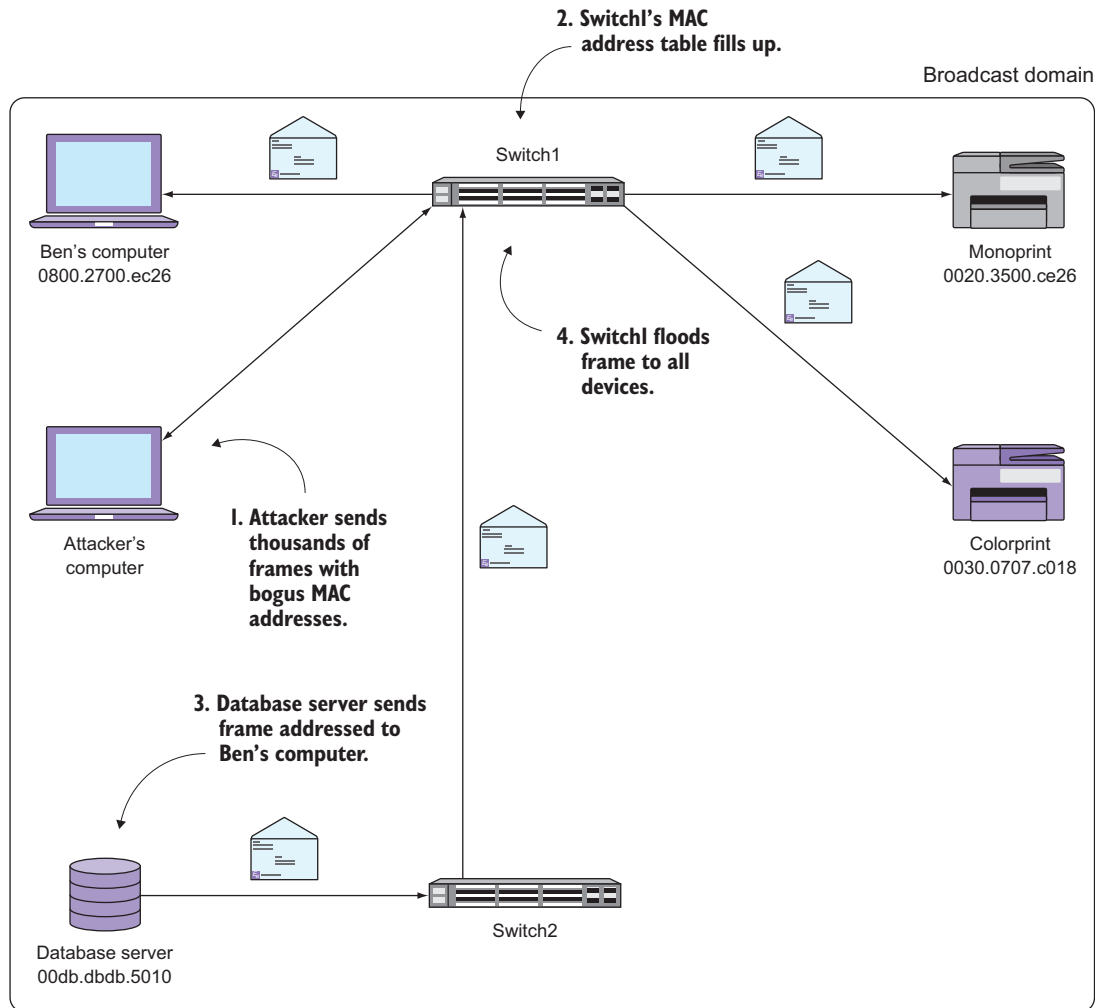 2. Switchl's MAC
address table fills up.
Broadcast domain
Switch1
Ben's computer
0800.2700.ec26
Monoprint
0020.3500.ce26
4. Switchl floods
frame to all
devices.
Attacker's
computer
1. Attacker sends
thousands of
frames with
bogus MAC
addresses.
Colorprint
0030.0707.c018
3. Database server sends
frame addressed to
Ben's computer.
Switch2
Database server
00db.dbdb.5010